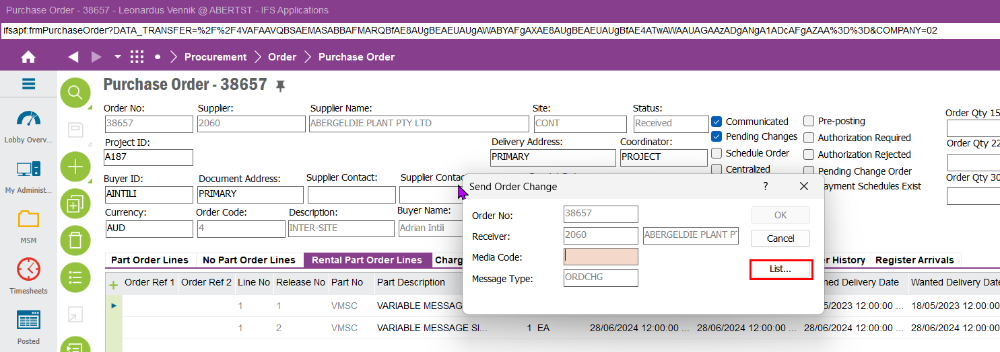 Purchase Order - 38657 - Leonardus Vennik @ ABERTST - IFS Applications
ifsapf:frmPurchaseOrder?DATA_TRANSFER=%2F%2F4VAFAAVQBSAEMASABBAFMARQBfAE8AUgBEAEUAUgAWABYAFgAXAE8AUgBEAEUAUgBfAE4ATwAWAAUAGAAzADgANgA1ADcAFgAZAA%3D%3D&COMPANY=02
Procurement Order Purchase Order
Purchase Order - 38657
Order No: Supplier: Supplier Name: Site: Status:
38657 2060 ABERGELDIE PLANT PTY LTD CONT Received
Communicated Pre-posting Order Qty 15
Pending Changes Authorization Required
Project ID: Delivery Address: Coordinator:
A187 PRIMARY PROJECT
Schedule Order Authorization Rejected Order Qty 22
Centralized Pending Change Order
Buyer ID: Document Address: Supplier Contact: Supplier Contac Order Qty 30
AINTILI PRIMARY
ayment Schedules Exist
Currency: Order Code: Description: Buyer Name:
AUD 4 INTER-SITE Adrian Intili
Send Order Change ?
Order No: 38657 OK
Receiver: 2060 ABERGELDIE PLANT PT Cancel
Media Code: List...
Message Type: ORDCHG
Part Order Lines No Part Order Lines Rental Part Order Lines Charg er History Register Arrivals
Order Ref 1 Order Ref 2 Line No Release No Part No Part Description ned Delivery Date Wanted Delivery Date
1 1 VMSC VARIABLE MESSAG 5/2023 12:00:00 ... 18/05/2023 12:00:00 ...
1 2 VMSC VARIABLE MESSAGE SI... 1 EA 28/06/2024 12:00:00 ... 28/06/2024 12:00:00 ... 28/06/2024 12:00:00 ... 28/06/2024 12:00:00 ...
Lobby Overv...
My Administ...
MSM
Timesheets
Posted